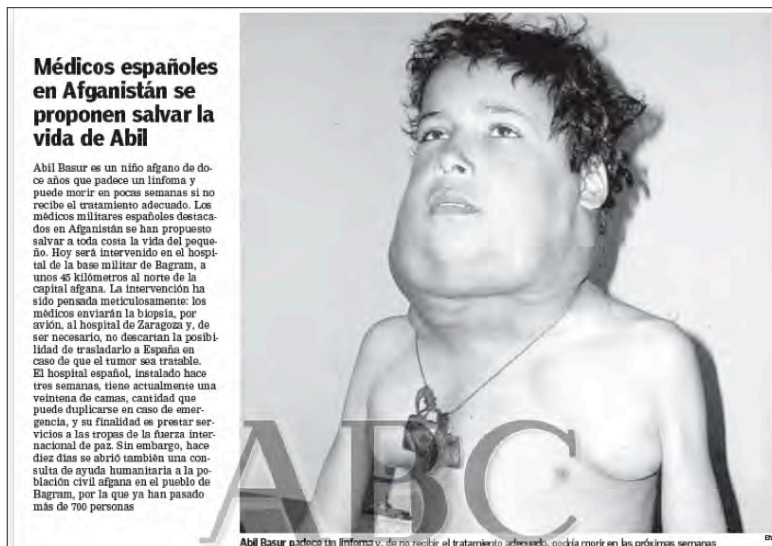 Médicos españoles
en Afganistán se
proponen salvar la
vida de Abil
Abil Basur es un niño afgano de do-
ce años que padece un linfoma y
puede morir en pocas semanas si no
recibe el tratamiento adecuado. Los
médicos militares españoles destaca-
dos en Afganistán se han propuesto
salvar a toda costa la vida del peque-
ño. Hoy será intervenido en el hospi-
tal de la base militar de Bagram, a
unos 45 kilómetros al norte de la
capital afgana. La intervención ha
sido pensada meticulosamente: los
médicos enviarán la biopsia, por
avión, al hospital de Zaragoza y, de
ser necesario, no descartan la posibi-
lidad de trasladarlo a España en
caso de que el tumor sea tratable.
El hospital español, instalado hace
tres semanas, tiene actualmente una
veintena de camas, cantidad que
puede duplicarse en caso de emer-
gencia, y su finalidad es prestar ser-
vicios a las tropas de la fuerza inter-
nacional de paz. Sin embargo, hace
diez días se abrió también una con-
sulta de ayuda humanitaria a la po-
blación civil afgana en el pueblo de
Bagram, por la que ya han pasado
más de 700 personas
ABC
Abil Basur padece un linfoma y, de no recibir el tratamiento adecuado, podría morir en las próximas semanas